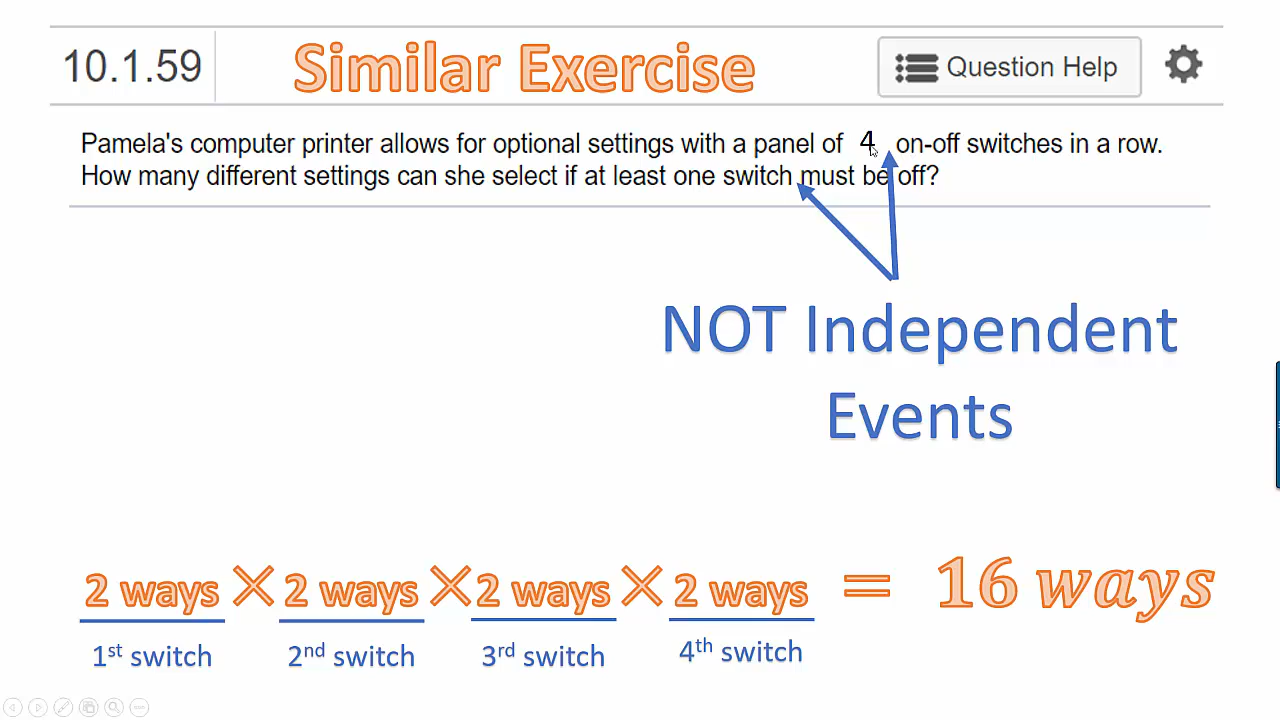 10.1.59 Similar Exercise Question Help
Pamela's computer printer allows for optional settings with a panel of 4 on-off switches in a row.
How many different settings can she select if at least one switch must be off?
NOT Independent
Events
2 ways × 2 ways × 2 ways × 2 ways = 16 ways
1st switch 2nd switch 3rd switch 4th switch